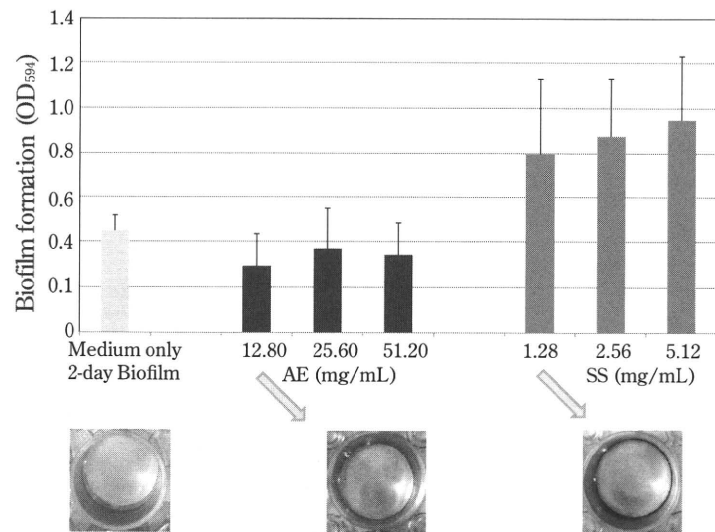 Biofilm formation (OD₅₉₄)
1.4
1.2
1.0
0.8
0.6
0.4
0.1
0
Medium only 12.80 25.60 51.20 1.28 2.56 5.12
2-day Biofilm AE (mg/mL) SS (mg/mL)